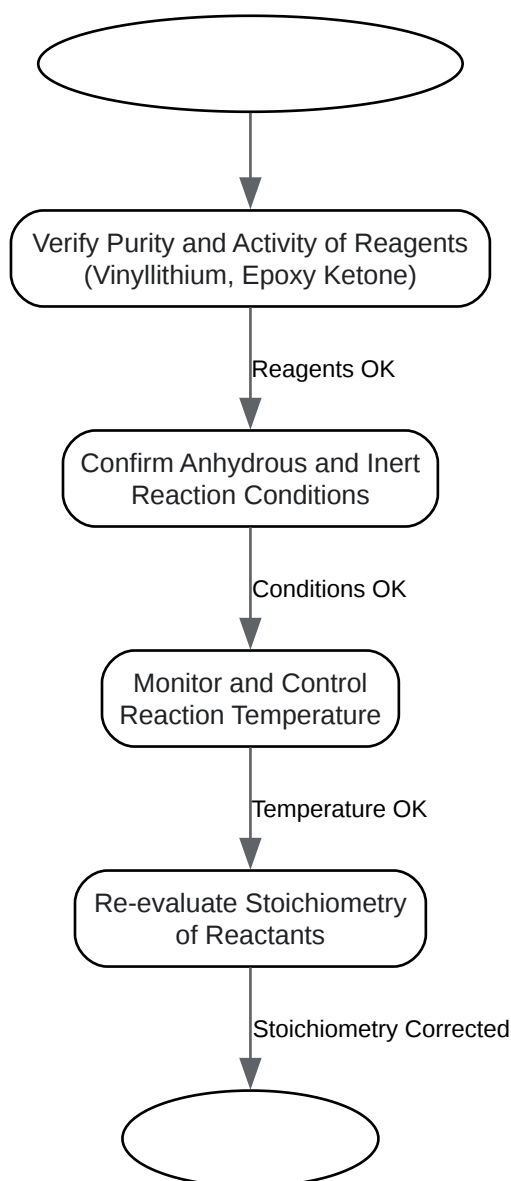 Verify Purity and Activity of Reagents
(Vinyllithium, Epoxy Ketone)
Reagents OK
Confirm Anhydrous and Inert
Reaction Conditions
Conditions OK
Monitor and Control
Reaction Temperature
Temperature OK
Re-evaluate Stoichiometry
of Reactants
Stoichiometry Corrected